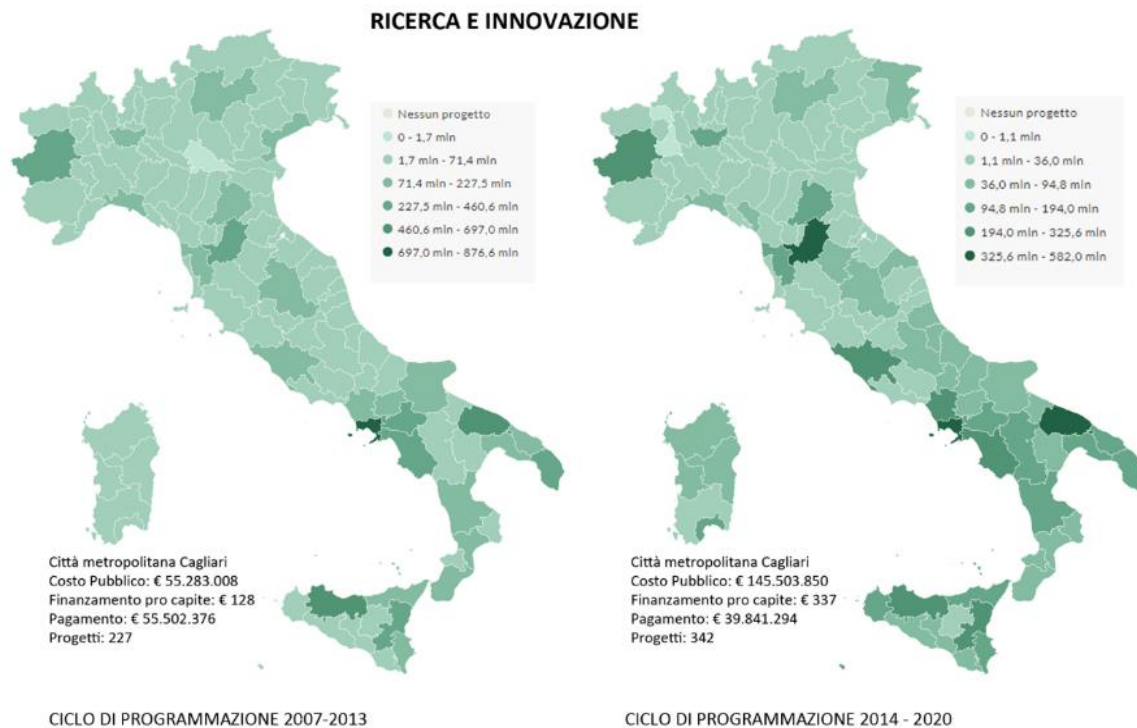 RICERCA E INNOVAZIONE
Nessun progetto
0 - 1,7 mln
1,7 mln - 71,4 mln
71,4 mln - 227,5 mln
227,5 mln - 460,6 mln
460,6 mln - 697,0 mln
697,0 mln - 876,6 mln
Nessun progetto
0 - 1,1 mln
1,1 mln - 36,0 mln
36,0 mln - 94,8 mln
94,8 mln - 194,0 mln
194,0 mln - 325,6 mln
325,6 mln - 582,0 mln
Città metropolitana Cagliari
Costo Pubblico: € 55.283.008
Finanzamento pro capite: € 128
Pagamento: € 55.502.376
Progetti: 227
Città metropolitana Cagliari
Costo Pubblico: € 145.503.850
Finanzamento pro capite: € 337
Pagamento: € 39.841.294
Progetti: 342
CICLO DI PROGRAMMAZIONE 2007-2013
CICLO DI PROGRAMMAZIONE 2014 - 2020